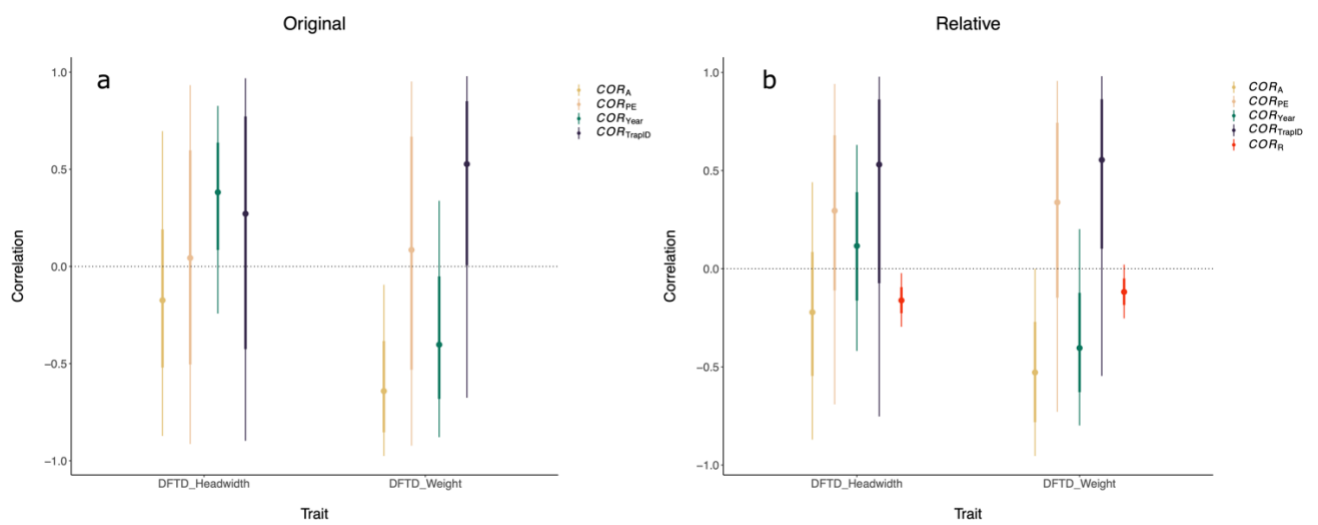 Original
a
1.0
0.5
0.0
−0.5
−1.0
Correlation
DFTD_Headwidth
DFTD_Weight
Trait
COR_A
COR_PE
COR_Year
COR_TrapID
Relative
b
1.0
0.5
0.0
−0.5
−1.0
Correlation
DFTD_Headwidth
DFTD_Weight
Trait
COR_A
COR_PE
COR_Year
COR_TrapID
COR_R